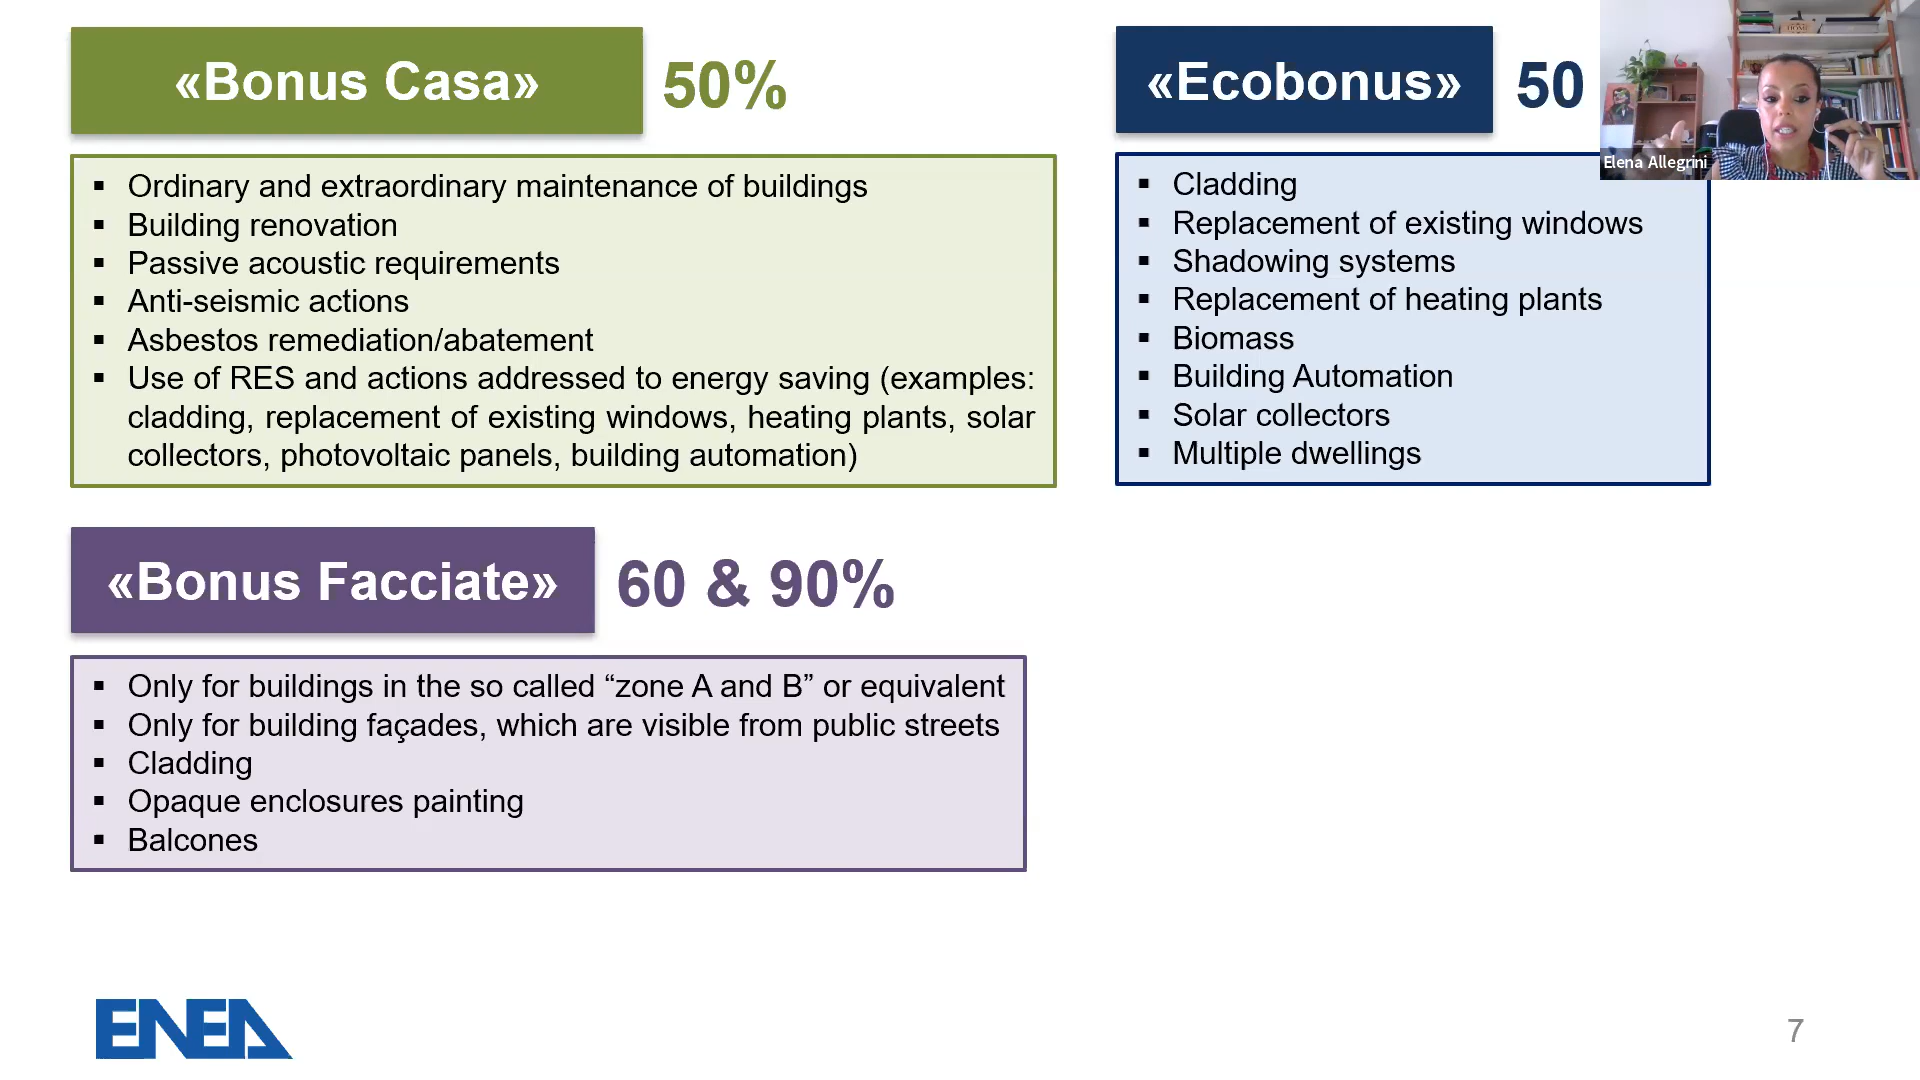 «Bonus Casa» 50%
▪ Ordinary and extraordinary maintenance of buildings
▪ Building renovation
▪ Passive acoustic requirements
▪ Anti-seismic actions
▪ Asbestos remediation/abatement
▪ Use of RES and actions addressed to energy saving (examples:
cladding, replacement of existing windows, heating plants, solar
collectors, photovoltaic panels, building automation)
«Ecobonus» 50
▪ Cladding
▪ Replacement of existing windows
▪ Shadowing systems
▪ Replacement of heating plants
▪ Biomass
▪ Building Automation
▪ Solar collectors
▪ Multiple dwellings
HOME
Elena Allegrini
«Bonus Facciate» 60 & 90%
▪ Only for buildings in the so called “zone A and B” or equivalent
▪ Only for building façades, which are visible from public streets
▪ Cladding
▪ Opaque enclosures painting
▪ Balcones
ENEA
7